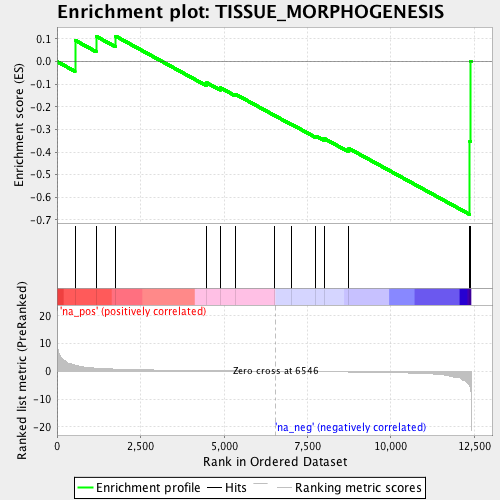 Enrichment plot: TISSUE_MORPHOGENESIS
Enrichment score (ES)
0.1
0.0
-0.1
-0.2
-0.3
-0.4
-0.5
-0.6
-0.7
'na_pos' (positively correlated)
Ranked list metric (PreRanked)
20
10
0
-10
-20
Zero cross at 6546
'na_neg' (negatively correlated)
0
2,500
5,000
7,500
10,000
12,500
Rank in Ordered Dataset
Enrichment profile
Hits
Ranking metric scores